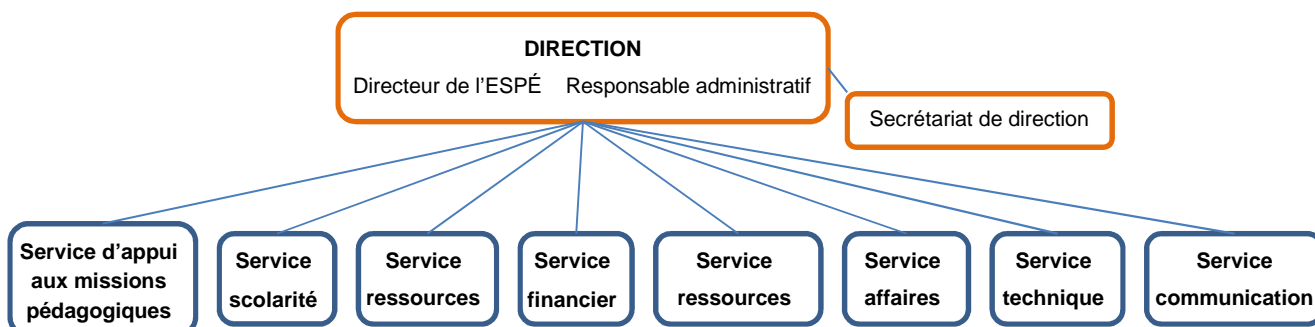 DIRECTION
Directeur de l'ESPÉ Responsable administratif
Secrétariat de direction
Service d'appui
aux missions
pédagogiques
Service
scolarité
Service
ressources
Service
financier
Service
ressources
Service
affaires
Service
technique
Service
communication